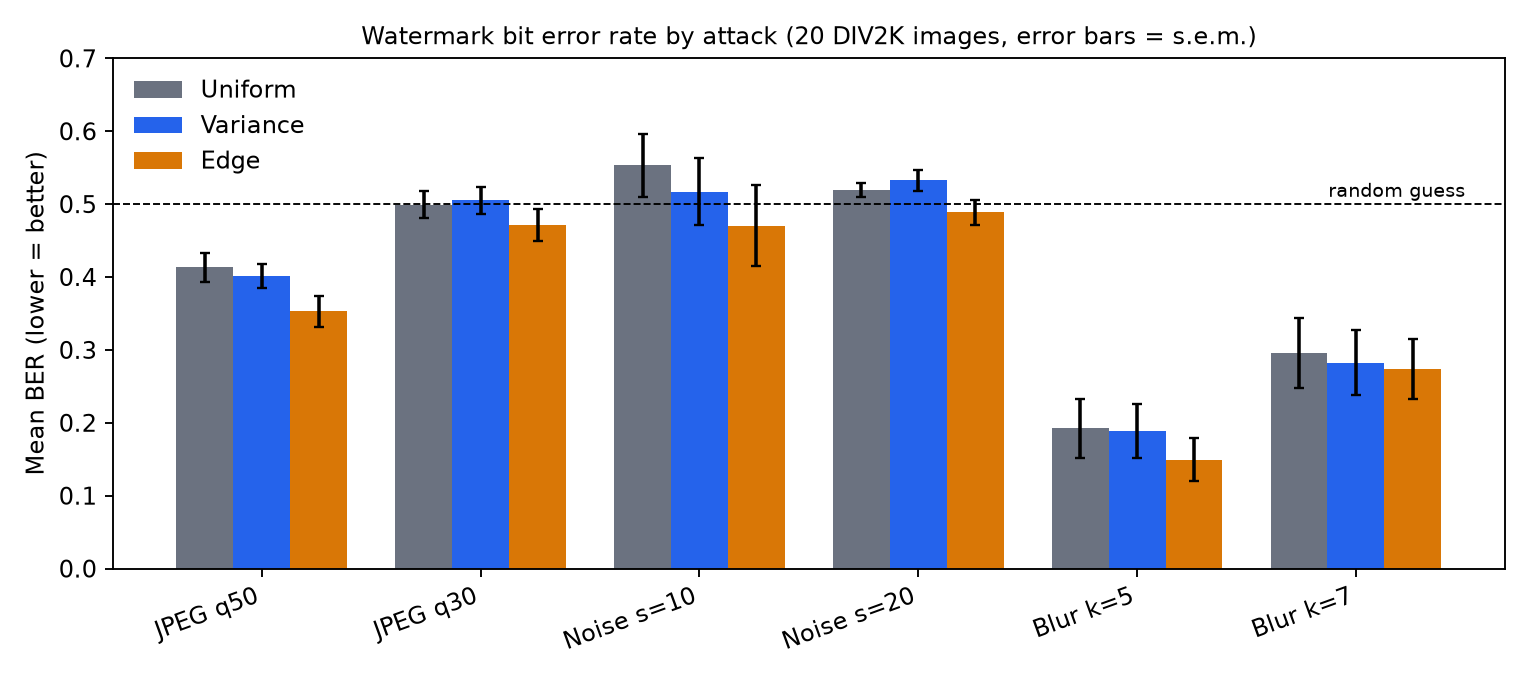 Watermark bit error rate by attack (20 DIV2K images, error bars = s.e.m.)
Mean BER (lower = better)
0.7
0.6
0.5
0.4
0.3
0.2
0.1
0.0
Uniform
Variance
Edge
random guess
JPEG q50
JPEG q30
Noise s=10
Noise s=20
Blur k=5
Blur k=7